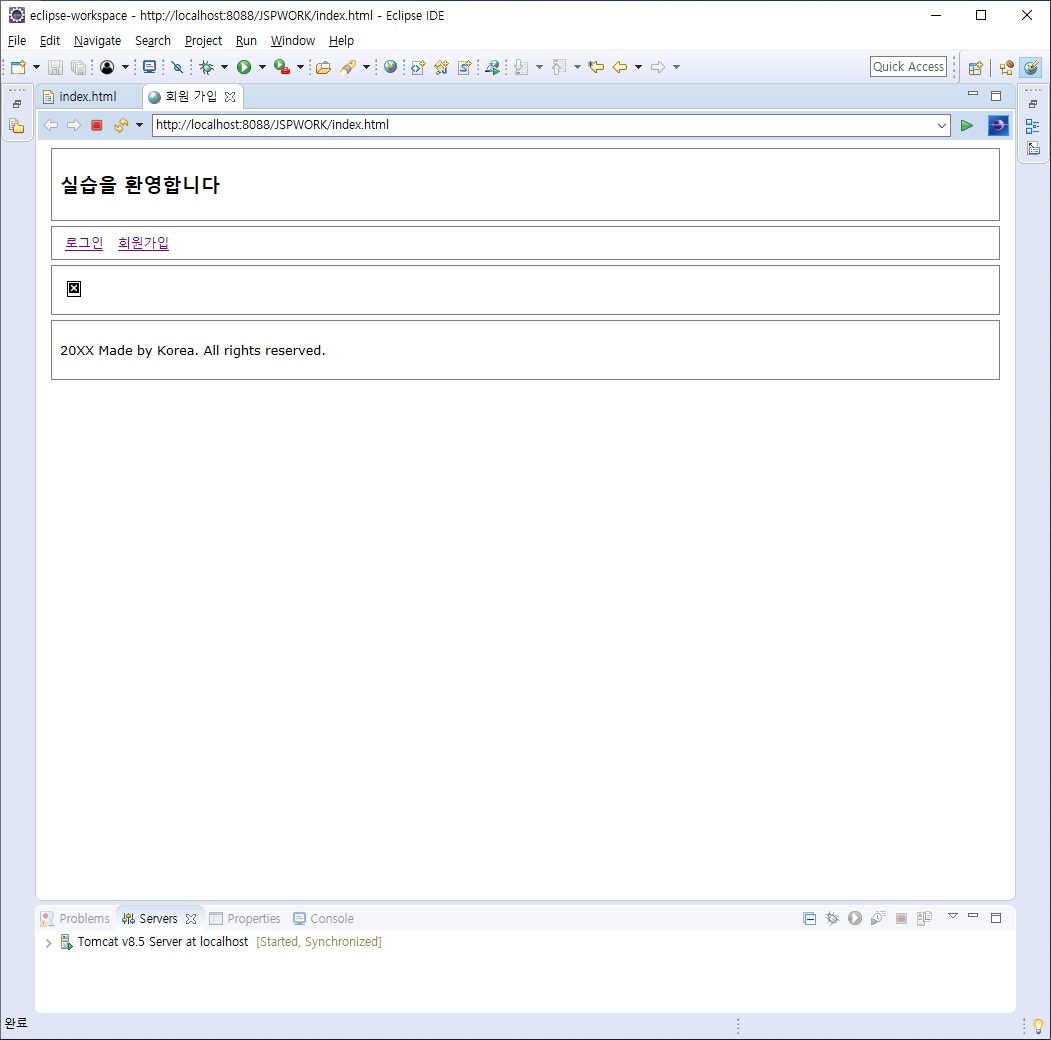 eclipse-workspace - http://localhost:8088/JSPWORK/index.html - Eclipse IDE
File Edit Navigate Search Project Run Window Help
Quick Access
index.html 회원 가입
http://localhost:8088/JSPWORK/index.html
실습을 환영합니다
로그인 회원가입
20XX Made by Korea. All rights reserved.
Problems Servers Properties Console
Tomcat v8.5 Server at localhost [Started, Synchronized]
완료